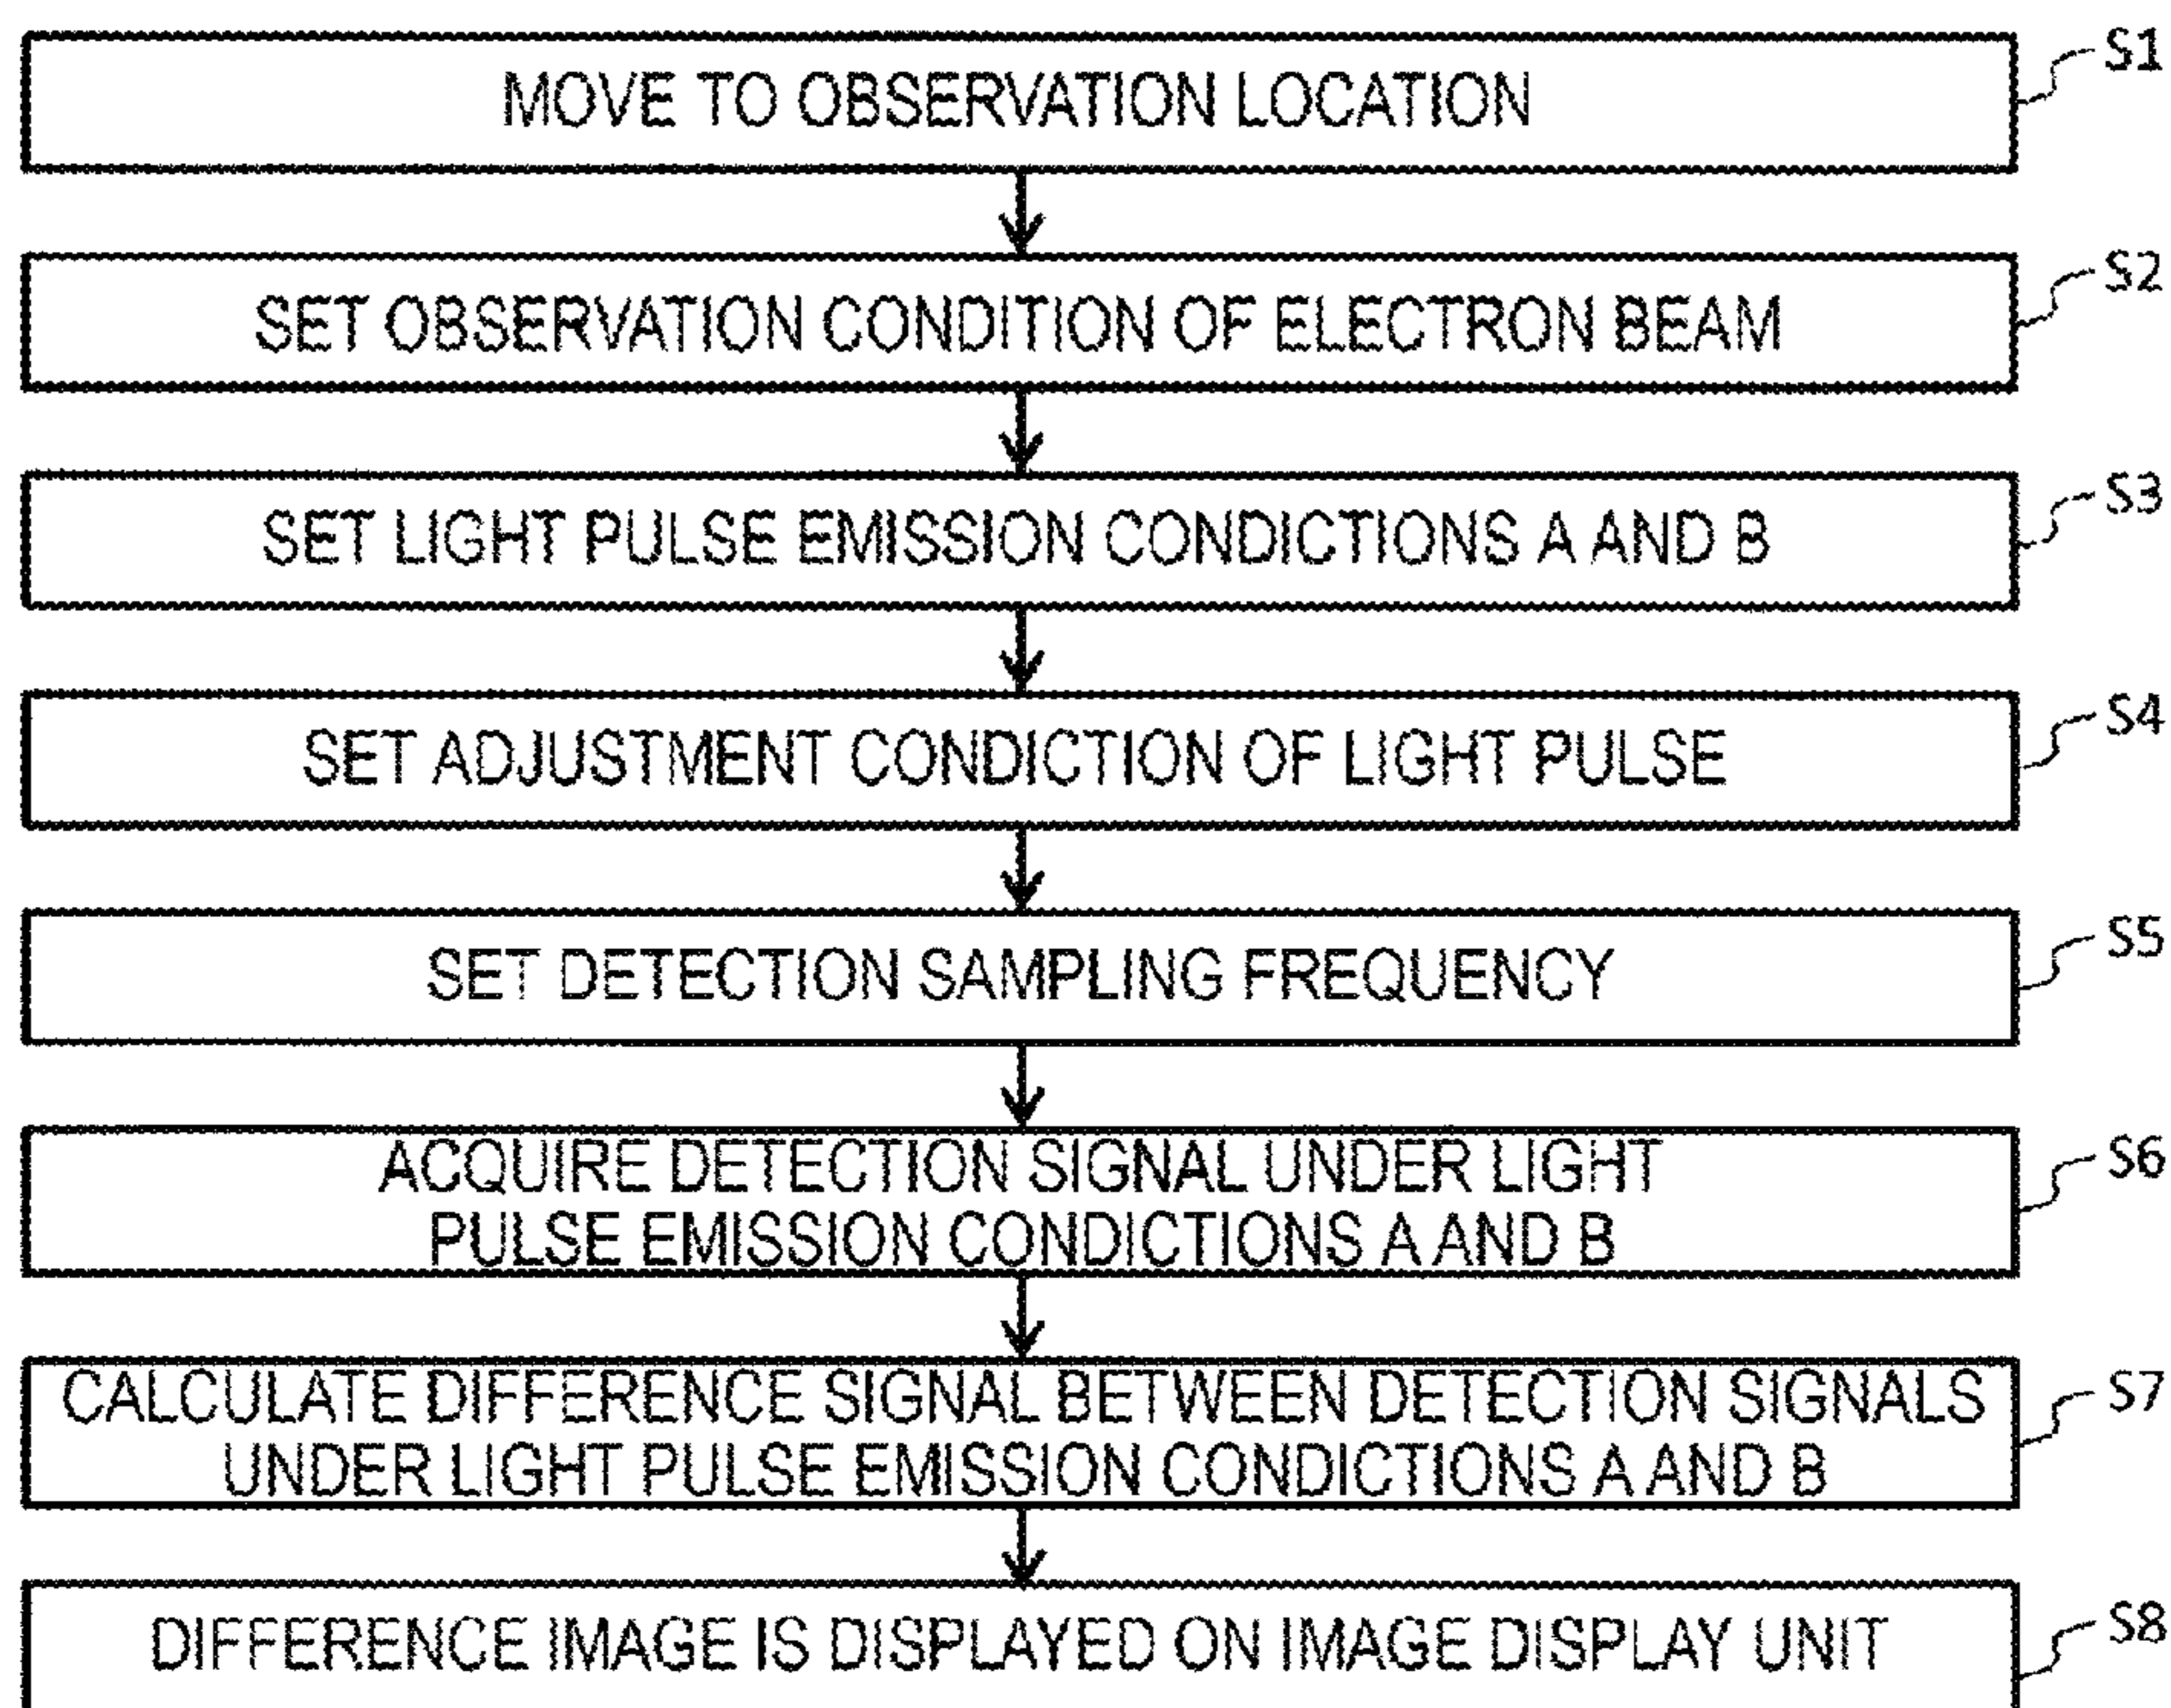 MOVE TO OBSERVATION LOCATION
S1
SET OBSERVATION CONDITION OF ELECTRON BEAM
S2
SET LIGHT PULSE EMISSION CONDICTIONS A AND B
S3
SET ADJUSTMENT CONDICTION OF LIGHT PULSE
S4
SET DETECTION SAMPLING FREQUENCY
S5
ACQUIRE DETECTION SIGNAL UNDER LIGHT
PULSE EMISSION CONDICTIONS A AND B
S6
CALCULATE DIFFERENCE SIGNAL BETWEEN DETECTION SIGNALS
UNDER LIGHT PULSE EMISSION CONDICTIONS A AND B
S7
DIFFERENCE IMAGE IS DISPLAYED ON IMAGE DISPLAY UNIT
S8